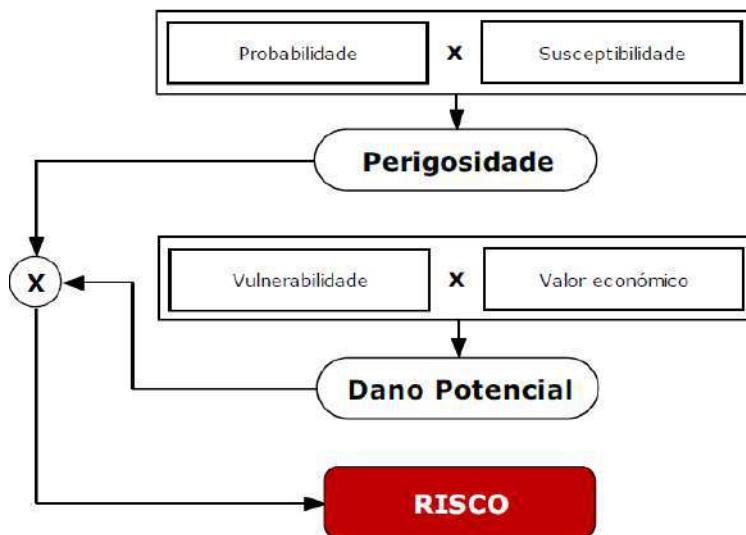 Probabilidade x Susceptibilidade
Perigosidade
Vulnerabilidade x Valor económico
X
Dano Potencial
RISCO